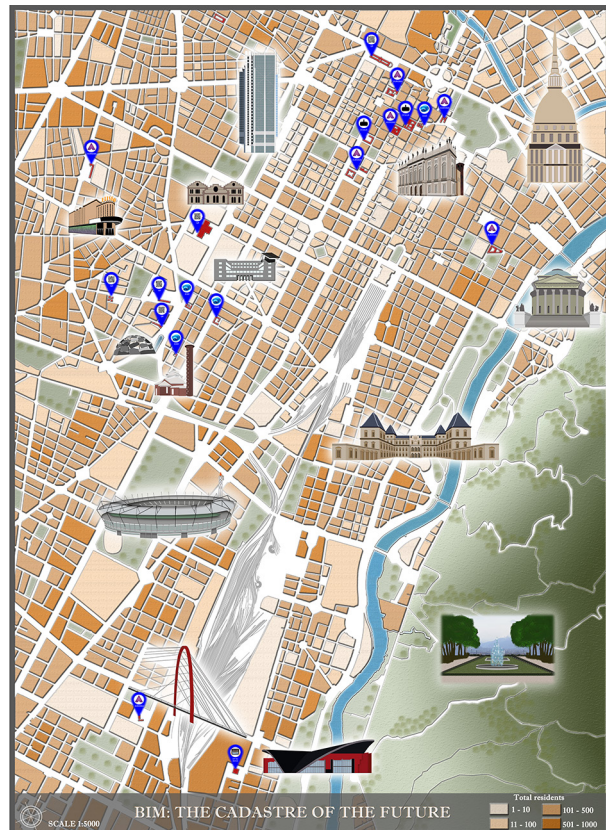 Total residents
1 - 10
101 - 500
11 - 100
501 - 1000
BIM: THE CADASTRE OF THE FUTURE
SCALE 1:5000